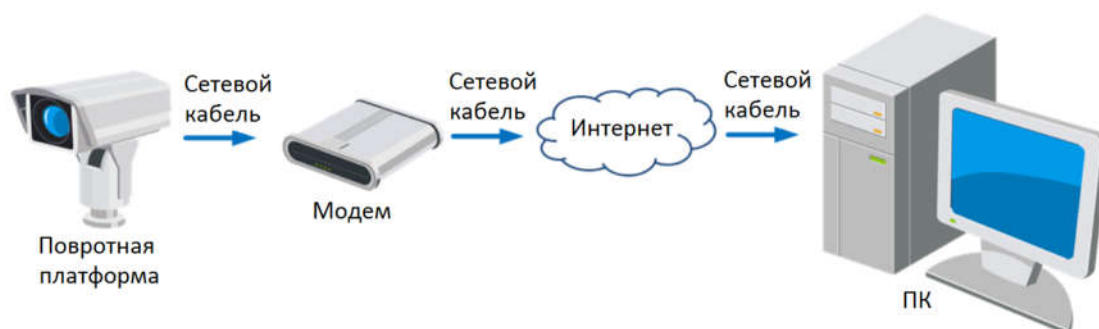 Сетевой
кабель
Сетевой
кабель
Сетевой
кабель
Интернет
Модем
Повротная
платформа
ПК